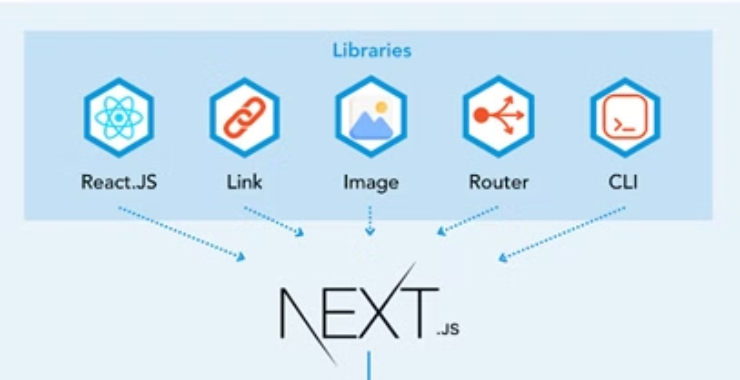 Libraries
React.JS
Link
Image
Router
CLI
NEXT.JS